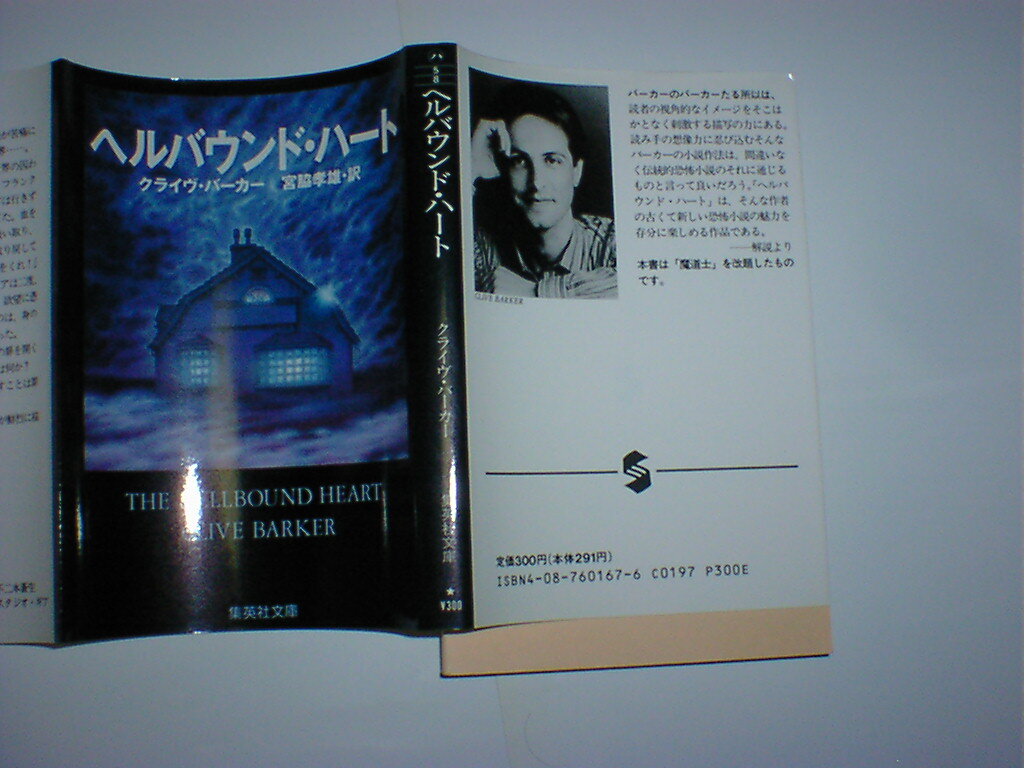 ヘルバウンド・ハート
クライヴ・バーカー 宮脇孝雄・訳
THE HELLBOUND HEART
CLIVE BARKER
集英社文庫
ハ
5-8
ヘルバウンド・ハート
クライヴ・バーカー
集英社文庫
★
¥300
CLIVE BARKER
バーカーのバーカーたる所以は、
読者の視角的なイメージをそこは
かとなく刺激する描写の力にある。
読み手の想像力に忍び込むそんな
バーカーの小説作法は、間違いな
く伝統的恐怖小説のそれに通じる
ものと言って良いだろう。「ヘルバ
ウンド・ハート」は、そんな作者
の古くて新しい恐怖小説の魅力を
存分に楽しめる作品である。
——解説より
本書は「魔道士」を改題したもの
です。
定価300円(本体291円)
ISBN4-08-760167-6 C0197 P300E